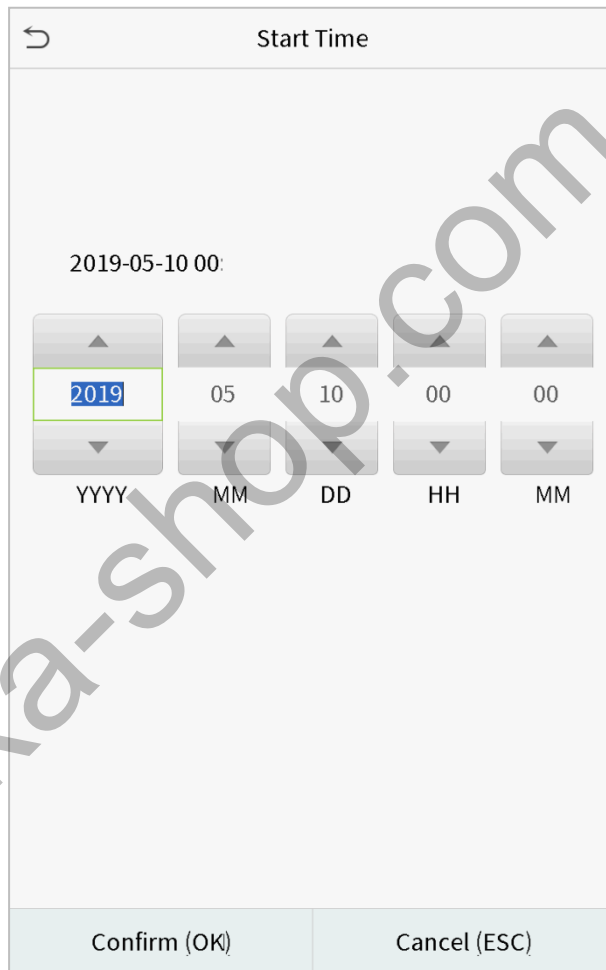 Start Time
2019-05-10 00:
2019 05 10 00 00
YYYY MM DD HH MM
Confirm (OK) Cancel (ESC)
a-shop.com